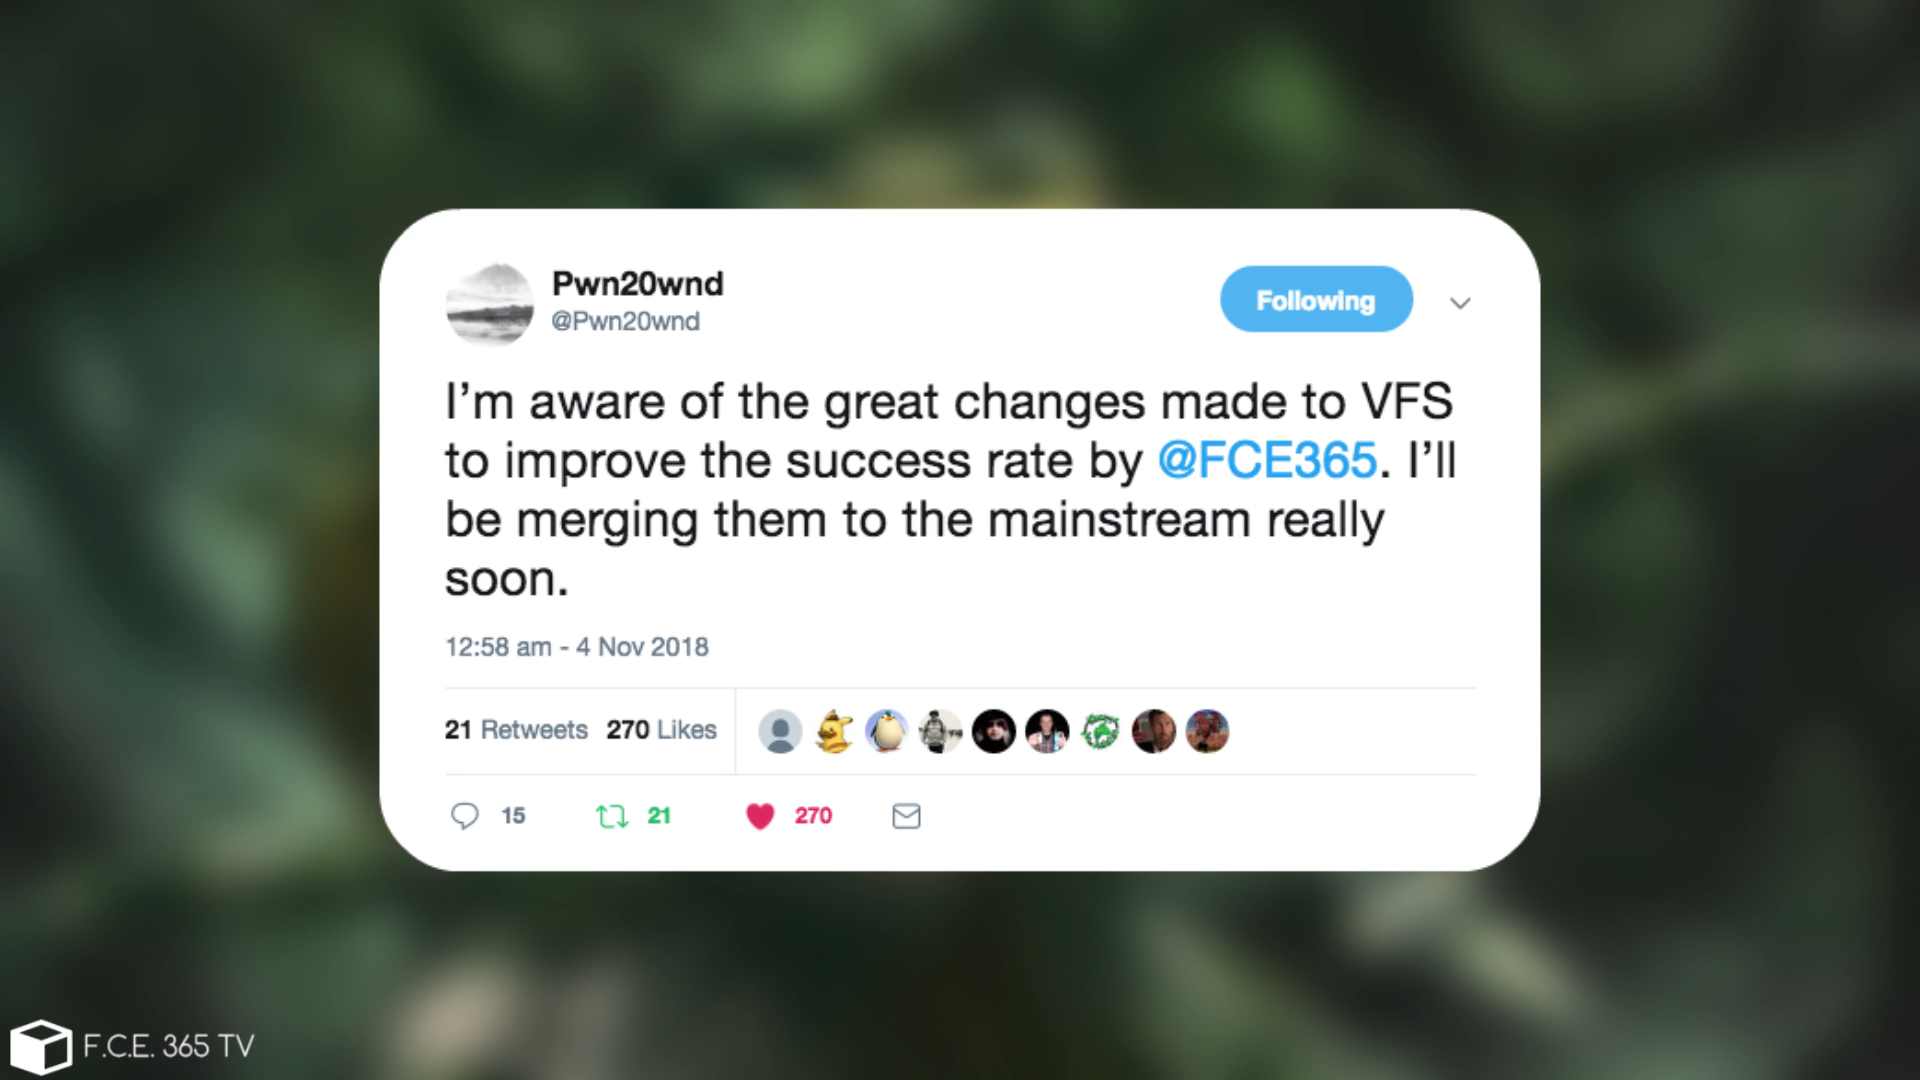 Pwn20wnd
@Pwn20wnd
Following
I’m aware of the great changes made to VFS
to improve the success rate by @FCE365. I’ll
be merging them to the mainstream really
soon.
12:58 am - 4 Nov 2018
21 Retweets 270 Likes
15 21 270
F.C.E. 365 TV